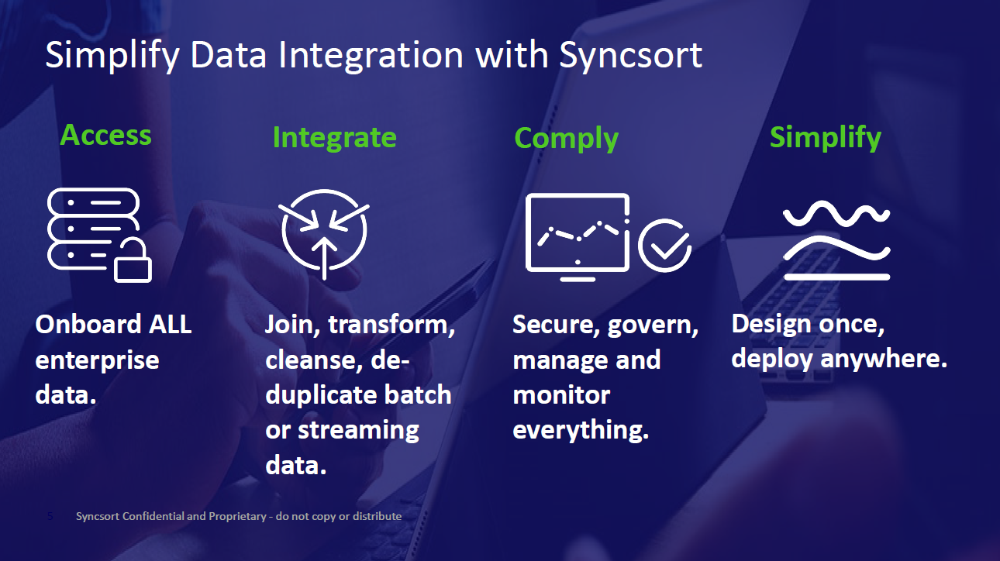 Simplify Data Integration with Syncsort
Access
Onboard ALL
enterprise
data.
Integrate
Join, transform,
cleanse, de-
duplicate batch
or streaming
data.
Comply
Secure, govern,
manage and
monitor
everything.
Simplify
Design once,
deploy anywhere.
5
Syncsort Confidential and Proprietary - do not copy or distribute